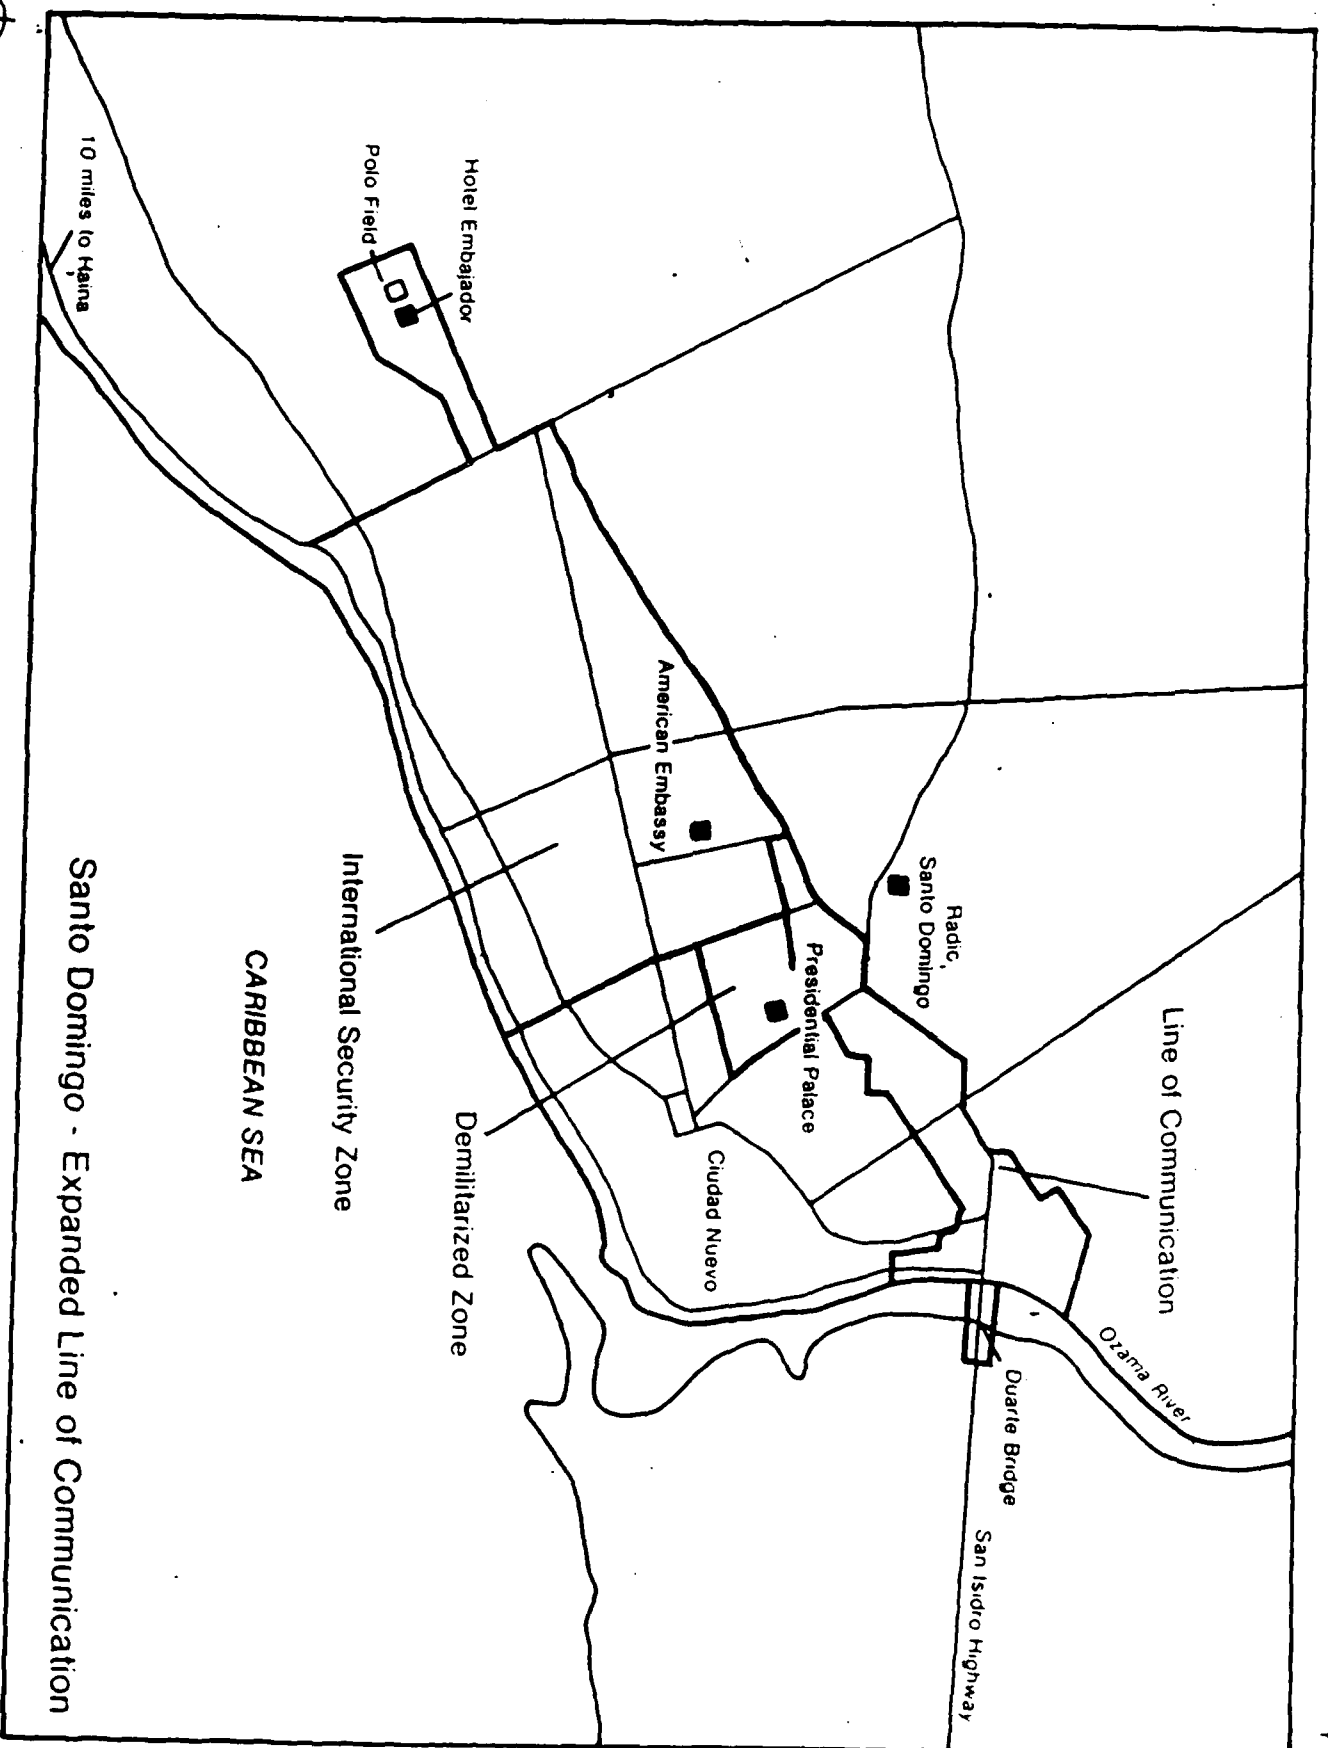 Ozama River
Line of Communication
Duarte Bridge
San Isidro Highway
Radic,
Santo Domingo
Presidential Palace
Ciudad Nuevo
American Embassy
Hotel Embajador
Polo Field
Demilitarized Zone
International Security Zone
CARIBBEAN SEA
10 miles to Haina
Santo Domingo - Expanded Line of Communication